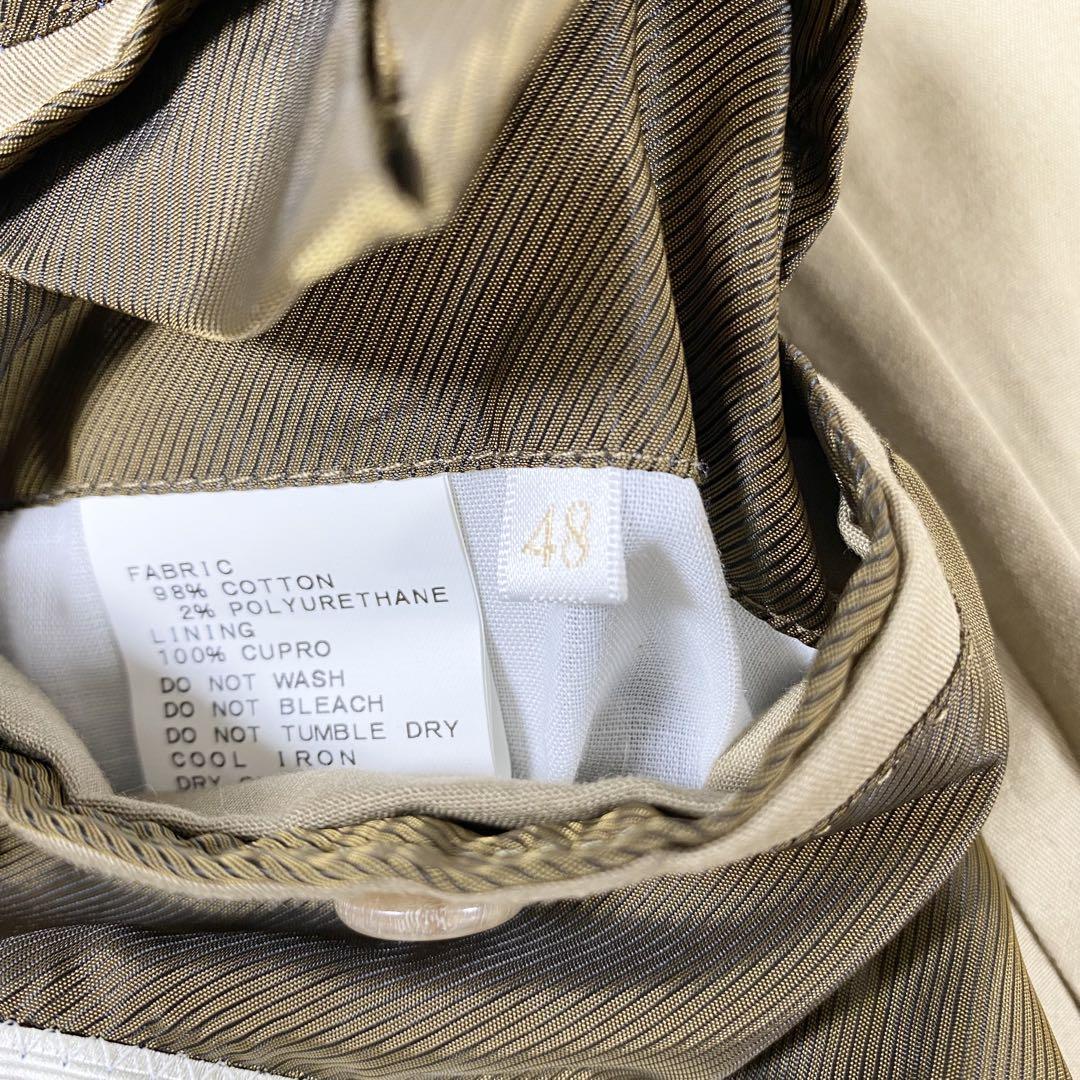 FABRIC
98% COTTON
2% POLYURETHANE
LINING
100% CUPRO
DO NOT WASH
DO NOT BLEACH
DO NOT TUMBLE DRY
COOL IRON
DRY
48